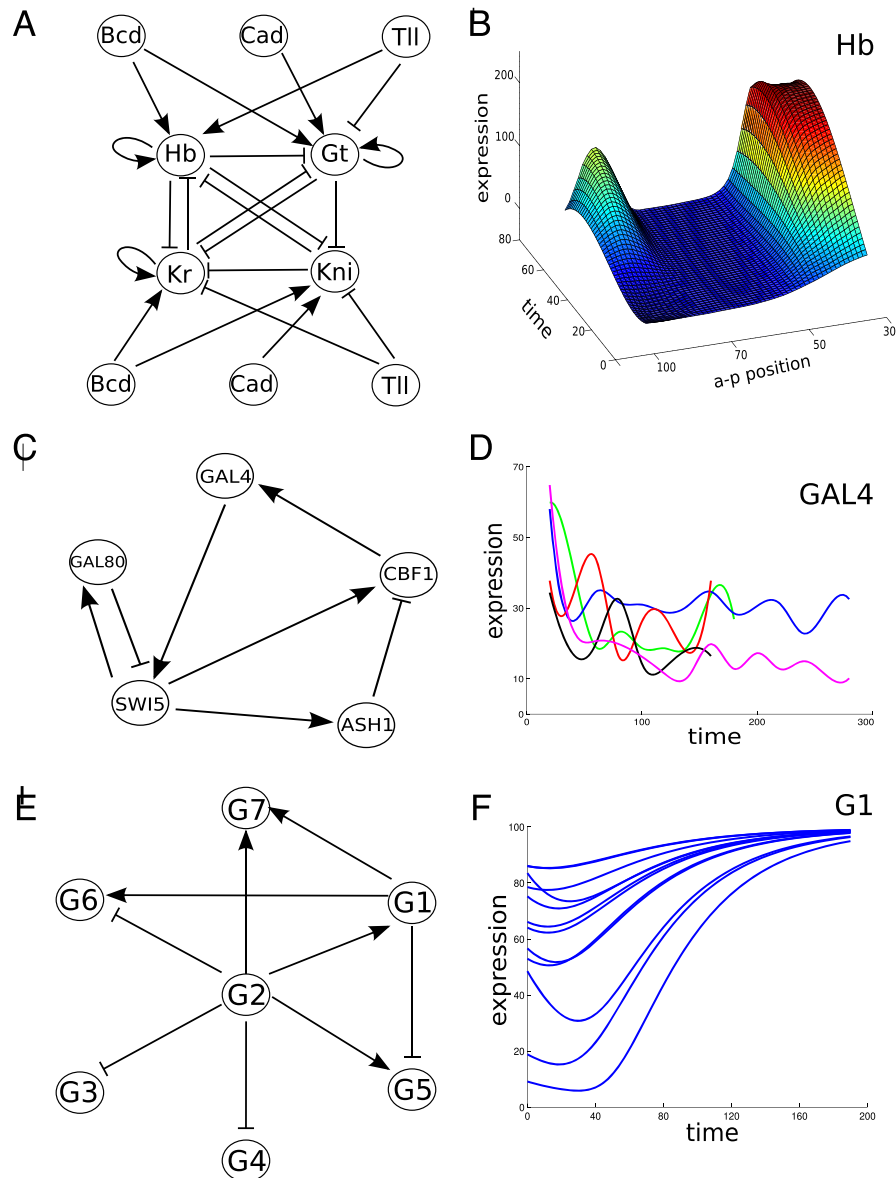 A
Bcd
Cad
Tll
Hb
Gt
Kr
Kni
Bcd
Cad
Tll
B
Hb
expression
200
100
0
80
60
40
20
0
time
100
70
50
30
a-p position
C
GAL4
GAL80
CBF1
SWI5
ASH1
D
GAL4
expression
70
50
30
10
0
0
100
200
300
time
E
G7
G6
G1
G2
G3
G5
G4
F
G1
expression
100
80
60
40
20
0
0
40
80
120
160
200
time